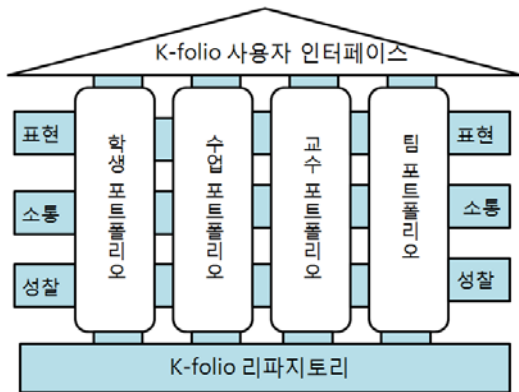 K-folio 사용자 인터페이스
표현
소통
성찰
학생 포트폴리오
수업 포트폴리오
교수 포트폴리오
팀 포트폴리오
표현
소통
성찰
K-folio 리파지토리